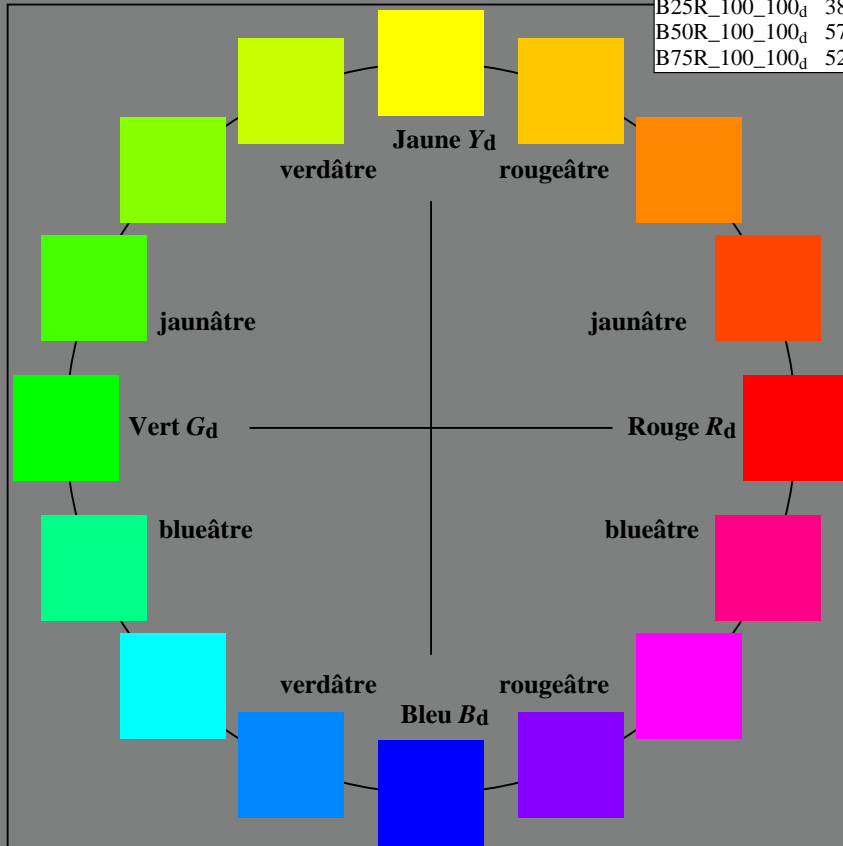 B25R_100_100d 38
B50R_100_100d 57
B75R_100_100d 52
Jaune Yd
verdâtre rougeâtre
jaunâtre jaunâtre
Vert Gd Rouge Rd
blueâtre blueâtre
verdâtre rougeâtre
Bleu Bd